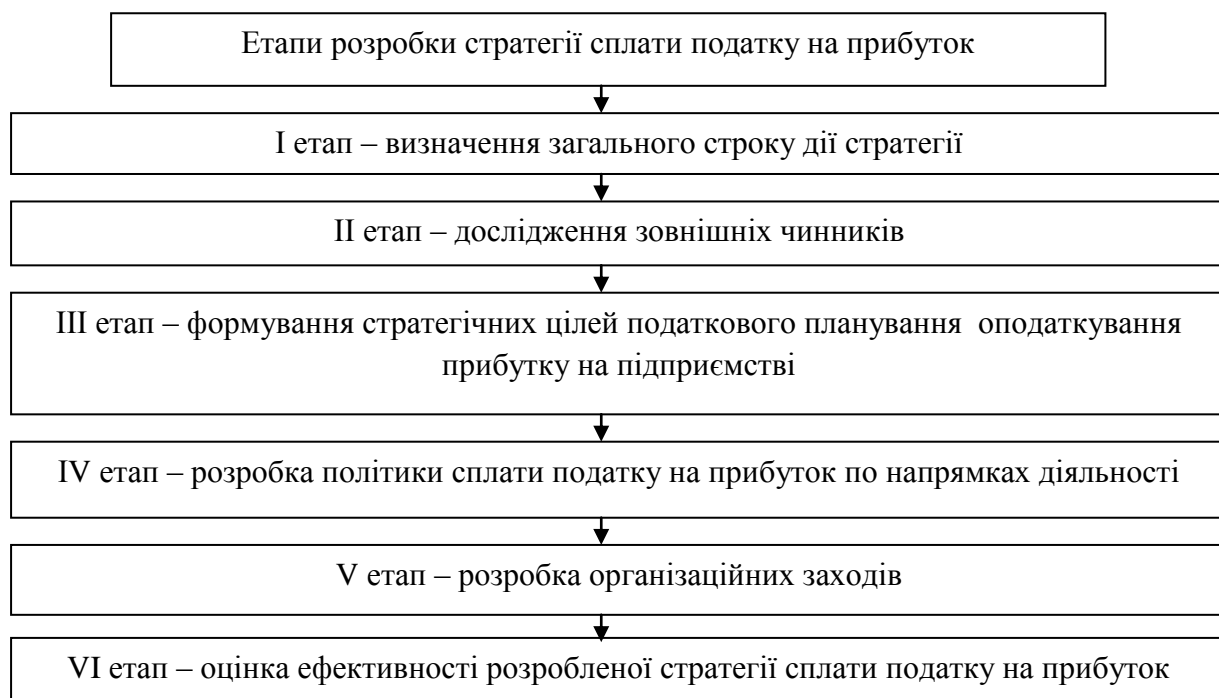 Етапи розробки стратегії сплати податку на прибуток
I етап – визначення загального строку дії стратегії
II етап – дослідження зовнішніх чинників
III етап – формування стратегічних цілей податкового планування оподаткування
прибутку на підприємстві
IV етап – розробка політики сплати податку на прибуток по напрямках діяльності
V етап – розробка організаційних заходів
VI етап – оцінка ефективності розробленої стратегії сплати податку на прибуток